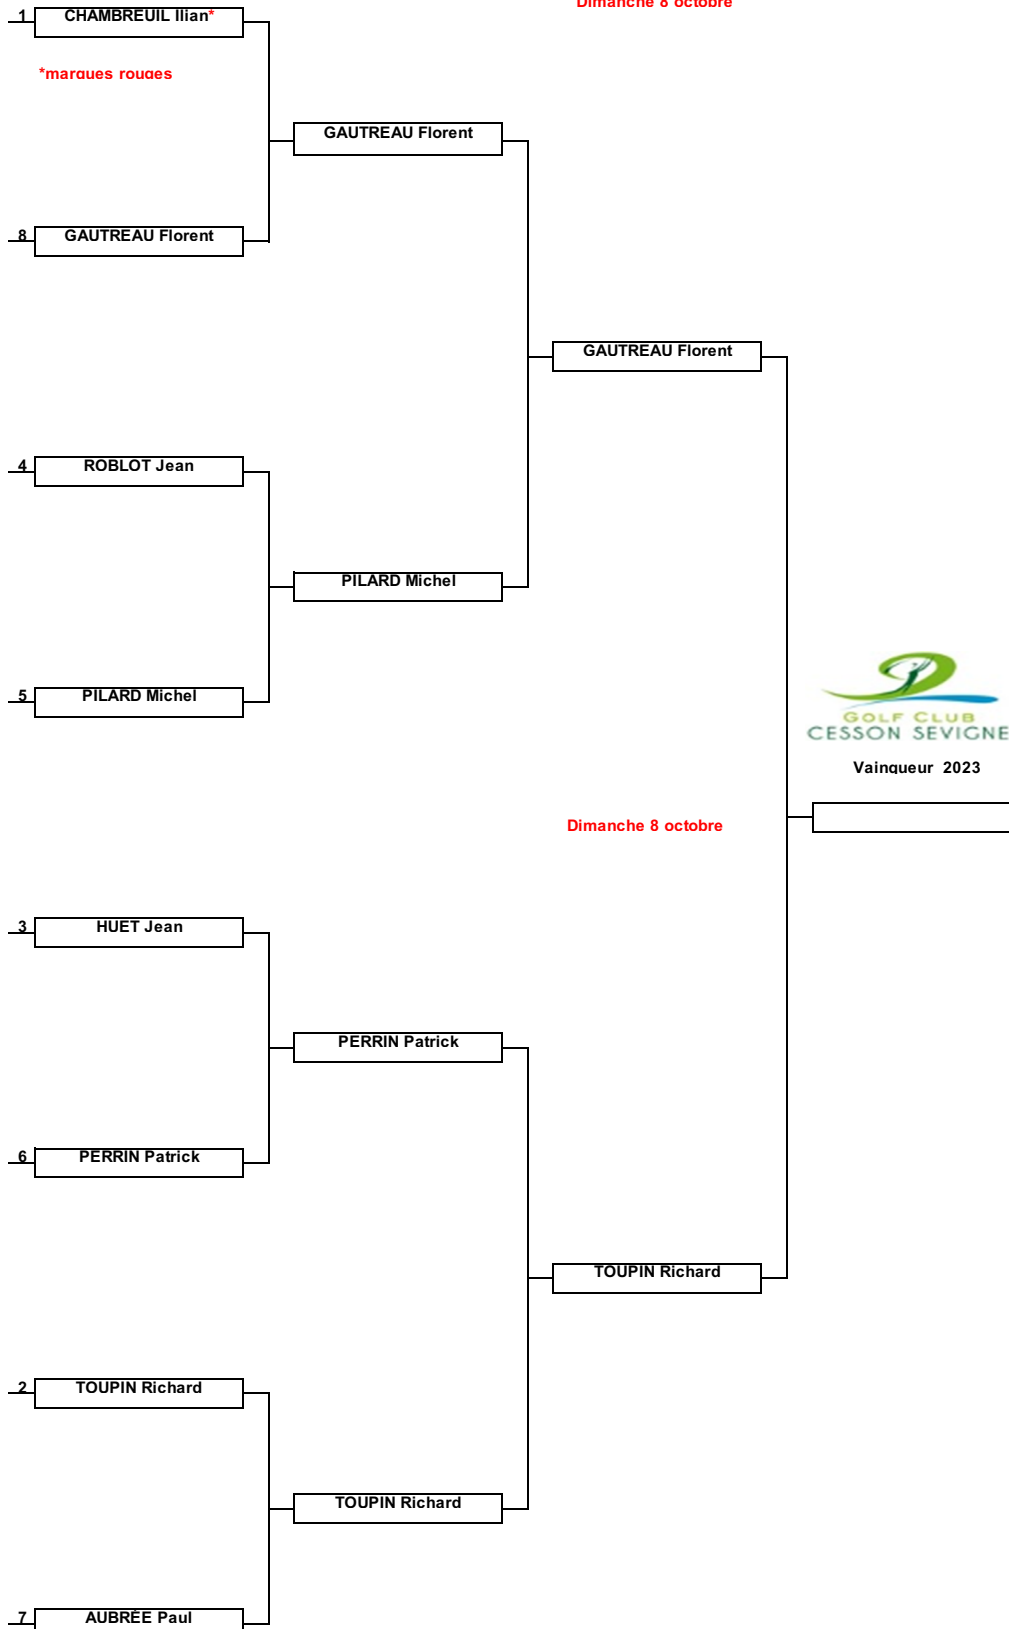 Dimanche 8 octobre
1 CHAMBREUIL Ilian*
*marques rouges
GAUTREAU Florent
8 GAUTREAU Florent
GAUTREAU Florent
4 ROBLOT Jean
PILARD Michel
5 PILARD Michel
GOLF CLUB
CESSON SEVIGNE
Vainqueur 2023
Dimanche 8 octobre
3 HUET Jean
PERRIN Patrick
6 PERRIN Patrick
TOUPIN Richard
2 TOUPIN Richard
TOUPIN Richard
7 AUBRÉE Paul